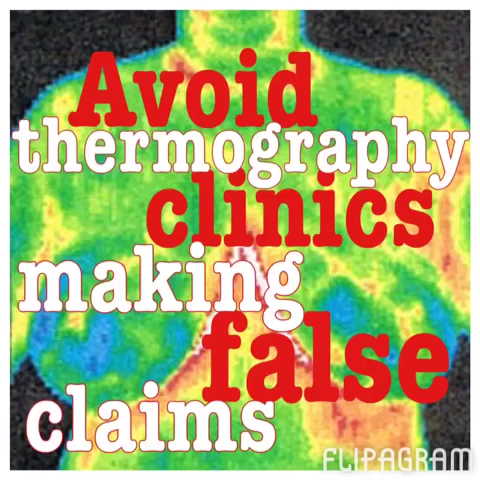 Avoid
thermography
clinics
making
false
claims
FLIPAGRAM